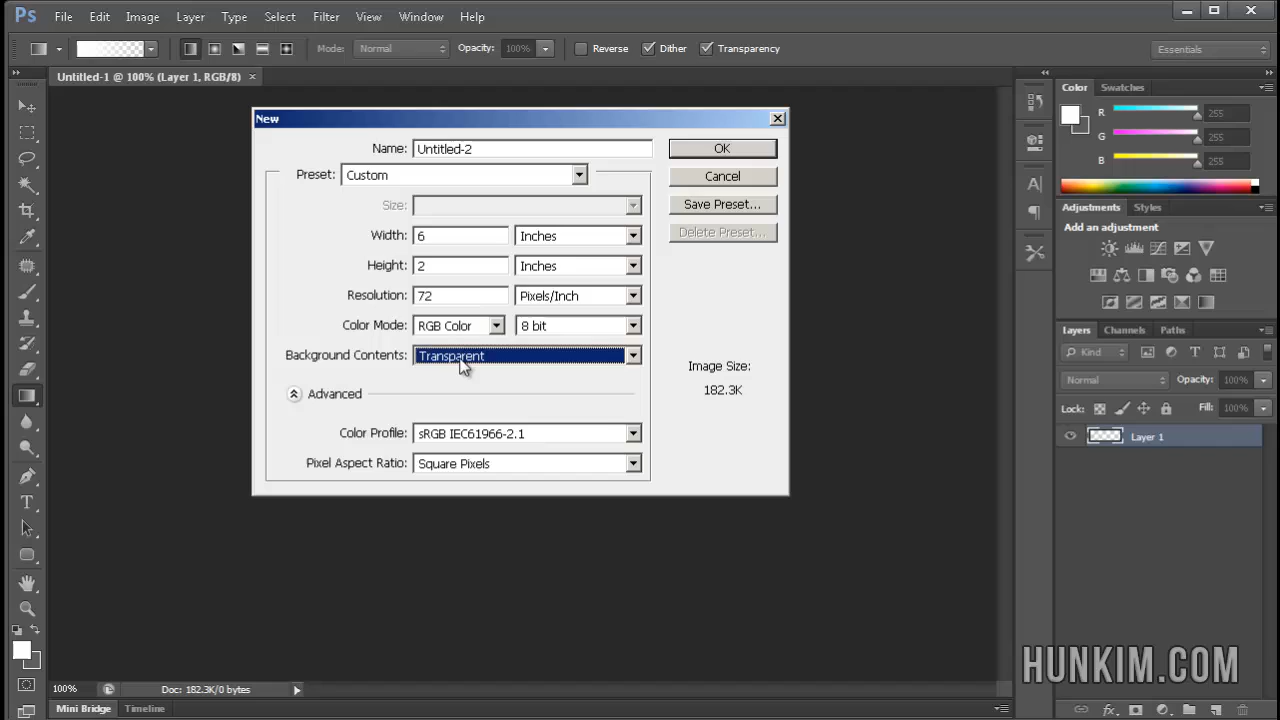 Ps File Edit Image Layer Type Select Filter View Window Help
Mode: Normal Opacity: 100% Reverse Dither Transparency Essentials
Untitled-1 @ 100% (Layer 1, RGB/8) ×
New
Name: Untitled-2 OK
Preset: Custom Cancel
Size: Save Preset...
Width: 6 Inches Delete Preset...
Height: 2 Inches
Resolution: 72 Pixels/Inch
Color Mode: RGB Color 8 bit
Background Contents: Transparent
Image Size:
182.3K
Advanced
Color Profile: sRGB IEC61966-2.1
Pixel Aspect Ratio: Square Pixels
Color Swatches
R 255
G 255
B 255
Adjustments Styles
Add an adjustment
Layers Channels Paths
Kind
Normal Opacity: 100%
Lock: Fill: 100%
Layer 1
HUNKIM.COM
100% Doc: 182.3K/0 bytes
Mini Bridge Timeline